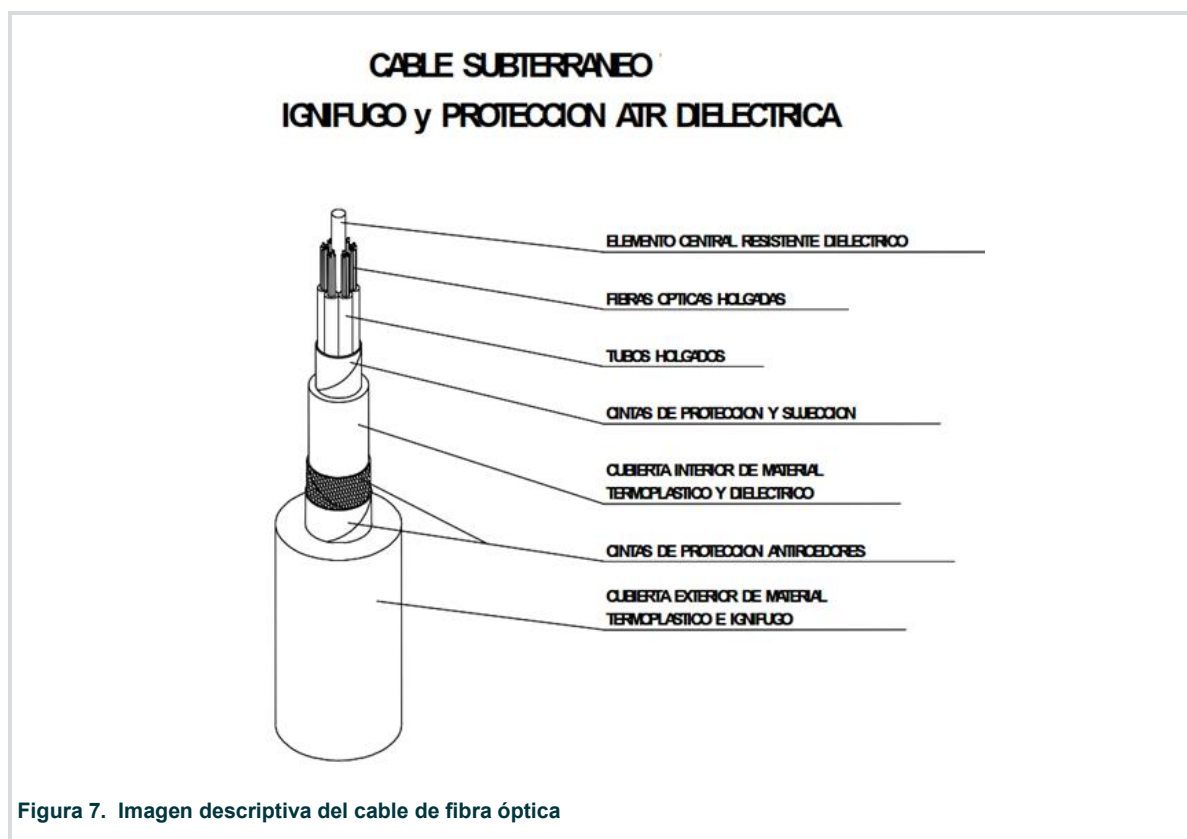 CABLE SUBTERRANEO
IGNIFUGO y PROTECCION ATR DIELECTRICA
ELEMENTO CENTRAL RESISTENTE DIELECTRICO
FIBRAS OPTICAS HOLGADAS
TUBOS HOLGADOS
CINTAS DE PROTECCION Y SUJECCION
CUBIERTA INTERIOR DE MATERIAL
TERMOPLASTICO Y DIELECTRICO
CINTAS DE PROTECCION ANTIROEDORES
CUBIERTA EXTERIOR DE MATERIAL
TERMOPLASTICO E IGNIFUGO
Figura 7. Imagen descriptiva del cable de fibra óptica